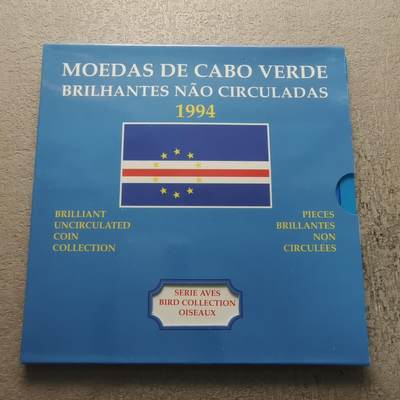 MOEDAS DE CABO VERDE
BRILHANTES NÃO CIRCULADAS
1994
BRILLIANT
UNCIRCULATED
COIN
COLLECTION
PIECES
BRILLANTES
NON
CIRCULEES
SERIE AVES
BIRD COLLECTION
OISEAUX